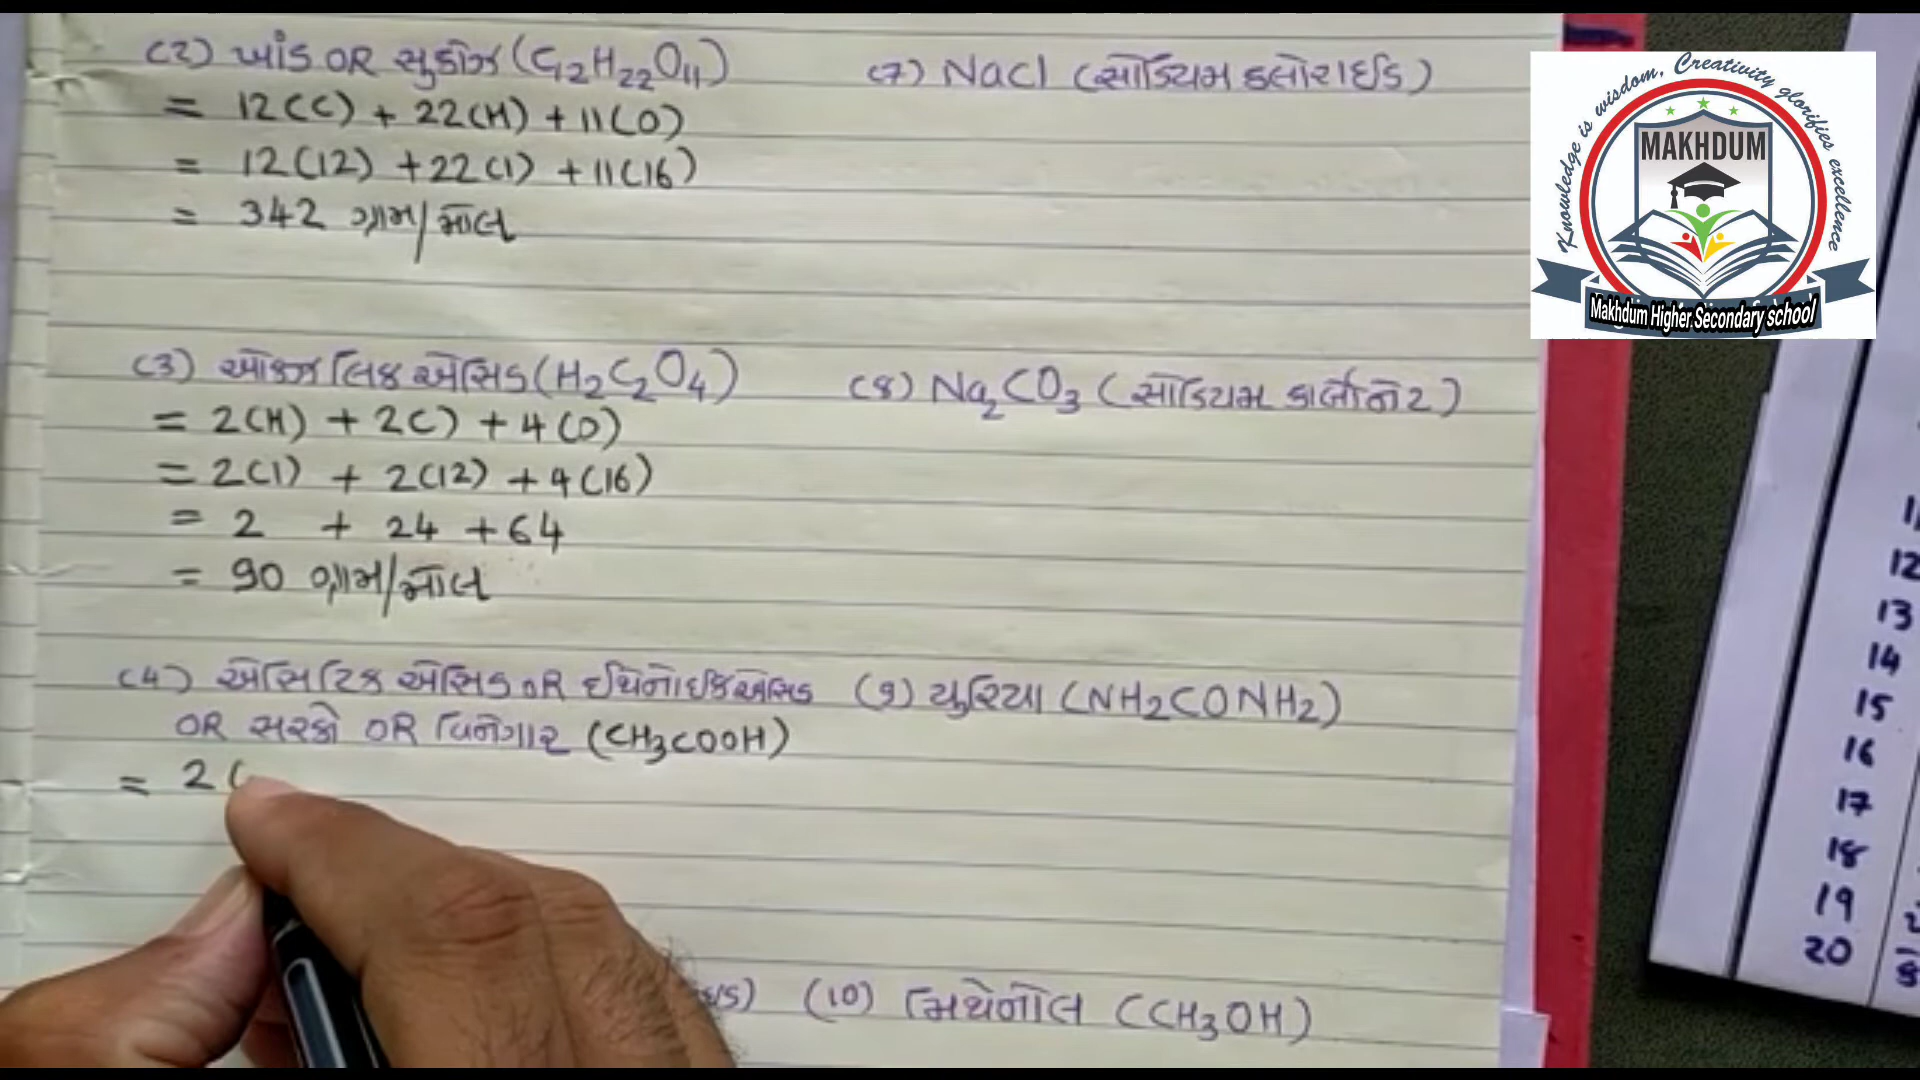 (2) ખાંડ OR સુક્રોઝ (C12H22O11)
= 12(C) + 22(H) + 11(O)
= 12(12) + 22(1) + 11(16)
= 342 ગ્રામ/મોલ
(3) ઓક્ઝલિક એસિડ (H2C2O4)
= 2(H) + 2C) + 4(O)
= 2(1) + 2(12) + 4(16)
= 2 + 24 + 64
= 90 ગ્રામ/મોલ
(4) એસિટિક એસિડ OR ઇથેનોઇક એસિડ
OR સરકો OR વિનેગાર (CH3COOH)
= 2(
(7) NaCl (સોડિયમ ક્લોરાઈડ)
(8) Na2CO3 (સોડિયમ કાર્બોનેટ)
(9) યુરિયા (NH2CONH2)
(10) મિથેનોલ (CH3OH)
Knowledge is wisdom, Creativity glorifies excellence
MAKHDUM
Makhdum Higher Secondary school
12
13
14
15
16
17
18
19
20